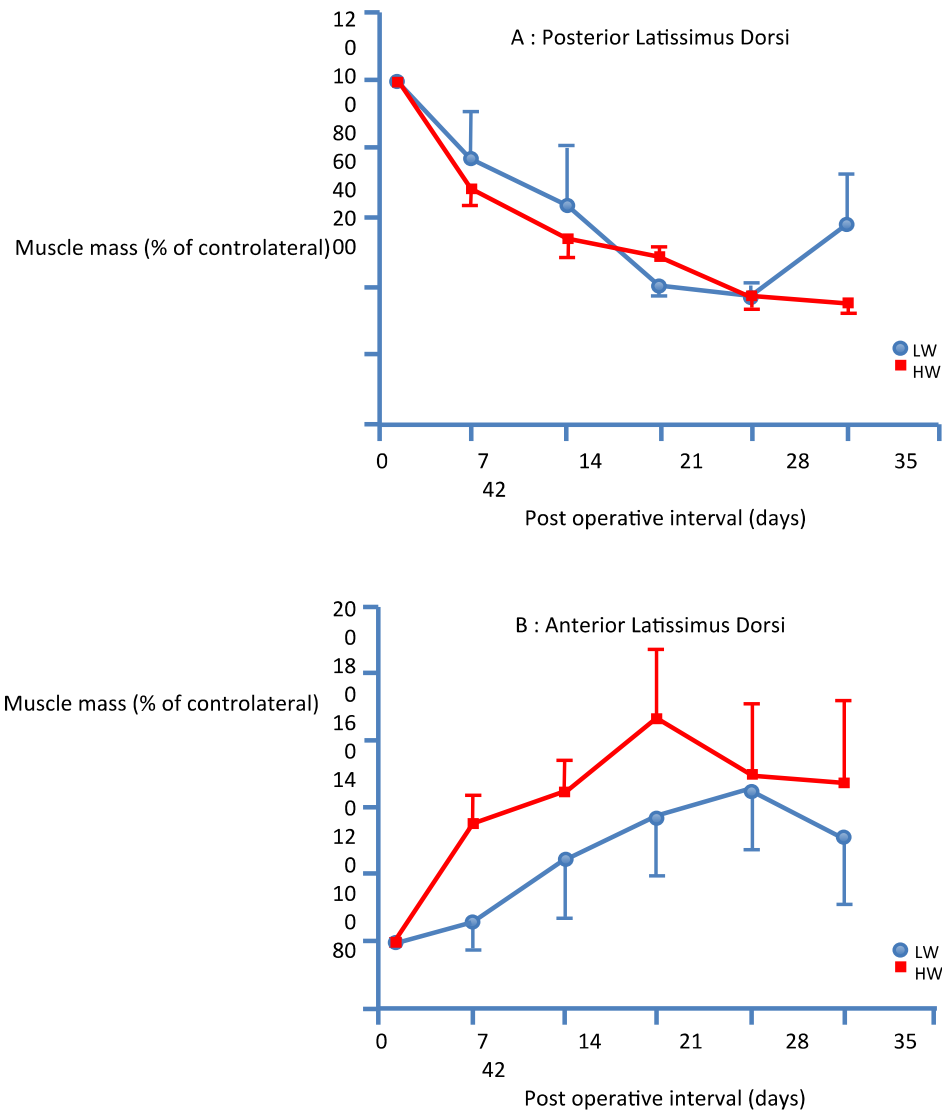 A : Posterior Latissimus Dorsi
12
0
10
0
80
60
40
20
00
Muscle mass (% of controlateral)
LW
HW
0 7 14 21 28 35
42
Post operative interval (days)
B : Anterior Latissimus Dorsi
20
0
18
0
16
0
14
0
12
0
10
0
80
Muscle mass (% of controlateral)
LW
HW
0 7 14 21 28 35
42
Post operative interval (days)